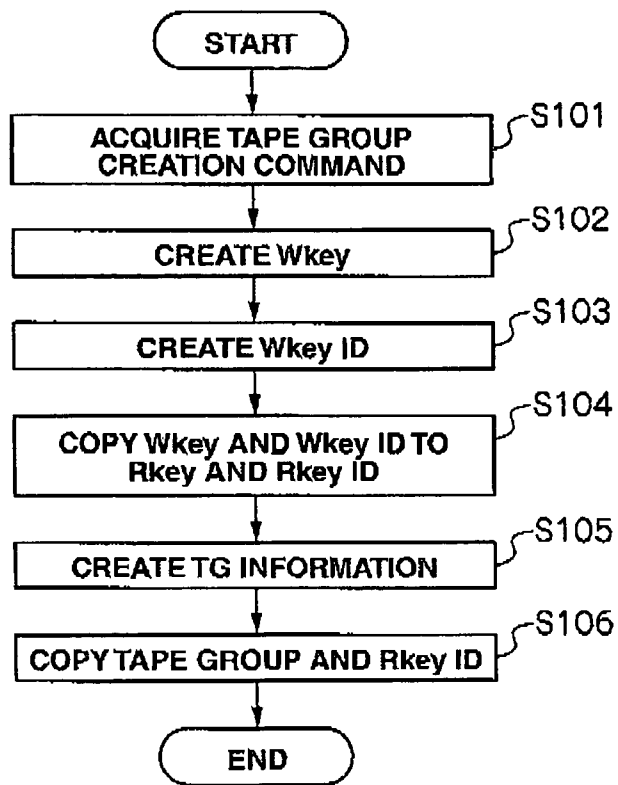 START
ACQUIRE TAPE GROUP
CREATION COMMAND
S101
CREATE Wkey
S102
CREATE Wkey ID
S103
COPY Wkey AND Wkey ID TO
Rkey AND Rkey ID
S104
CREATE TG INFORMATION
S105
COPY TAPE GROUP AND Rkey ID
S106
END